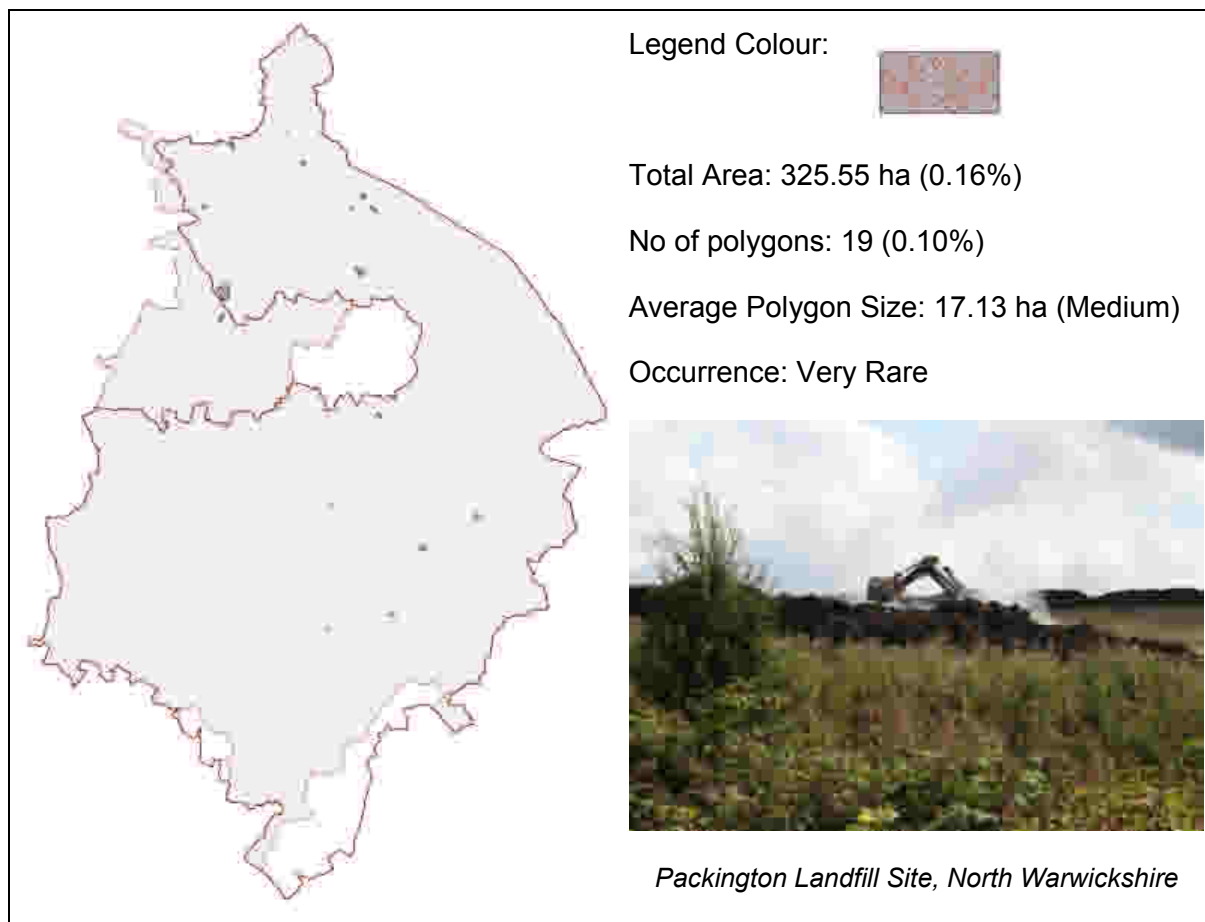 Legend Colour:
Total Area: 325.55 ha (0.16%)
No of polygons: 19 (0.10%)
Average Polygon Size: 17.13 ha (Medium)
Occurrence: Very Rare
Packington Landfill Site, North Warwickshire